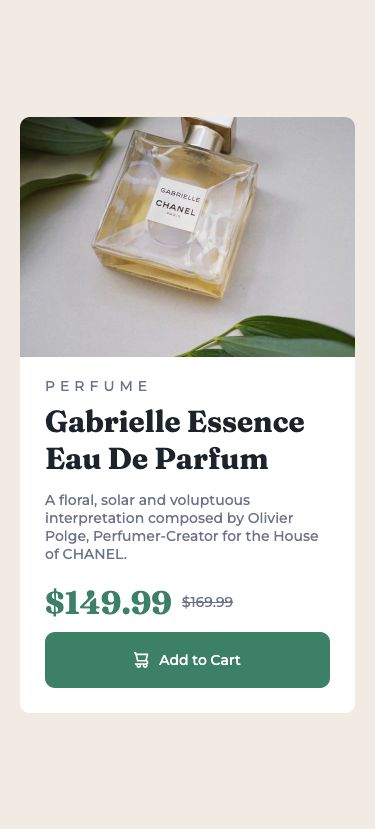 GABRIELLE
CHANEL
PARIS
PERFUME
Gabrielle Essence
Eau De Parfum
A floral, solar and voluptuous
interpretation composed by Olivier
Polge, Perfumer-Creator for the House
of CHANEL.
$149.99 $169.99
Add to Cart